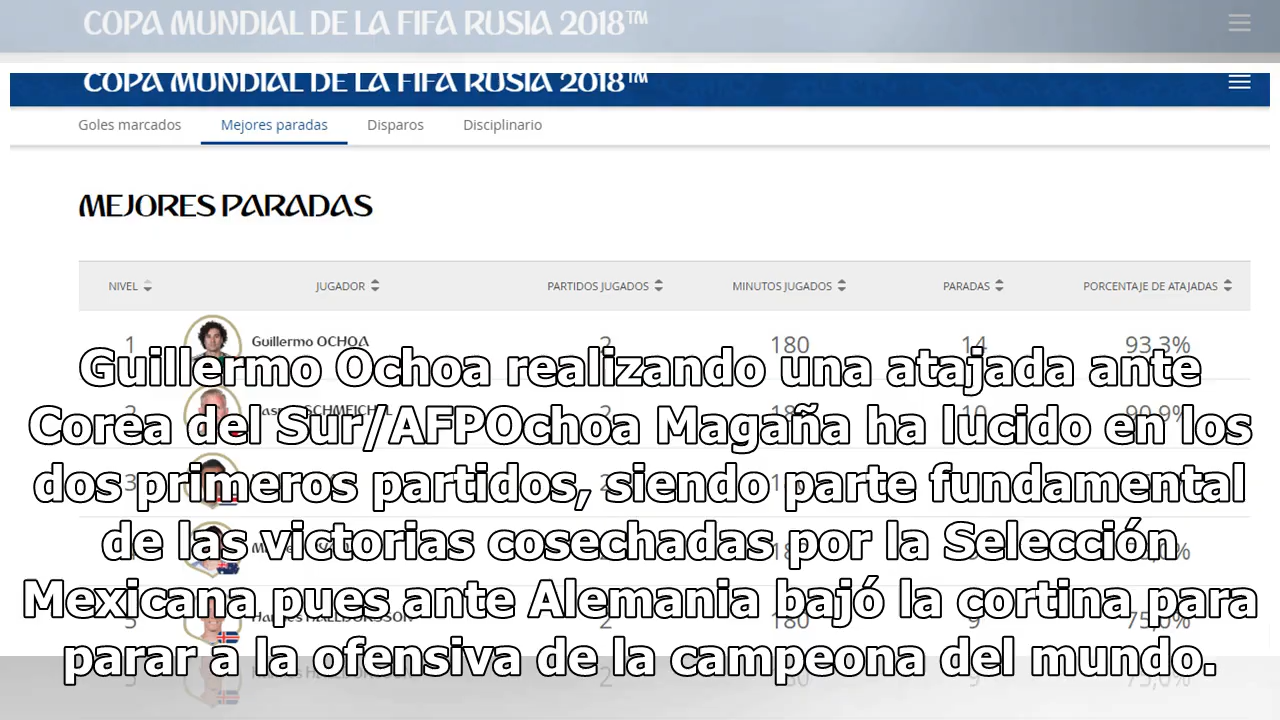 COPA MUNDIAL DE LA FIFA RUSIA 2018™
COPA MUNDIAL DE LA FIFA RUSIA 2018™
Goles marcados Mejores paradas Disparos Disciplinario
MEJORES PARADAS
NIVEL JUGADOR PARTIDOS JUGADOS MINUTOS JUGADOS PARADAS PORCENTAJE DE ATAJADAS
1 Guillermo OCHOA 2 180 14 93.3%
Guillermo Ochoa realizando una atajada ante
Corea del Sur/AFPOchoa Magaña ha lucido en los
dos primeros partidos, siendo parte fundamental
de las victorias cosechadas por la Selección
Mexicana pues ante Alemania bajó la cortina para
parar a la ofensiva de la campeona del mundo.